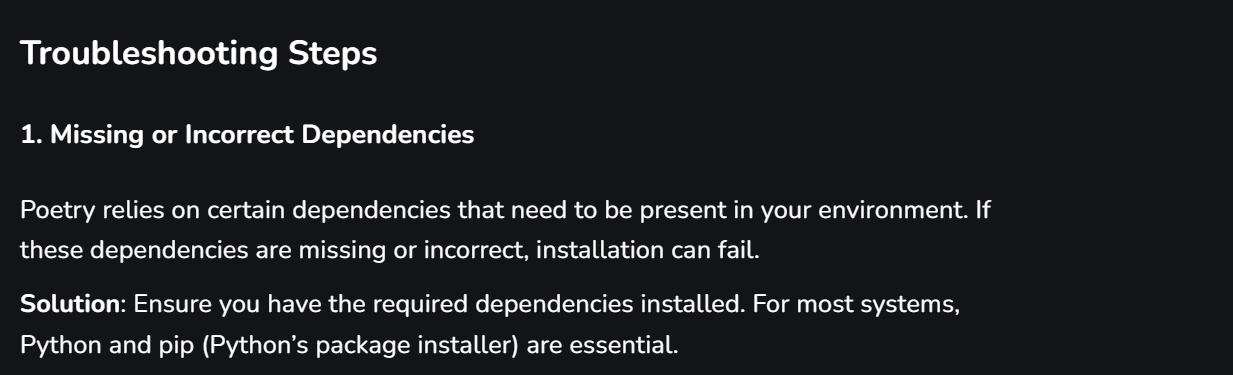 Troubleshooting Steps
1. Missing or Incorrect Dependencies
Poetry relies on certain dependencies that need to be present in your environment. If
these dependencies are missing or incorrect, installation can fail.
Solution: Ensure you have the required dependencies installed. For most systems,
Python and pip (Python’s package installer) are essential.